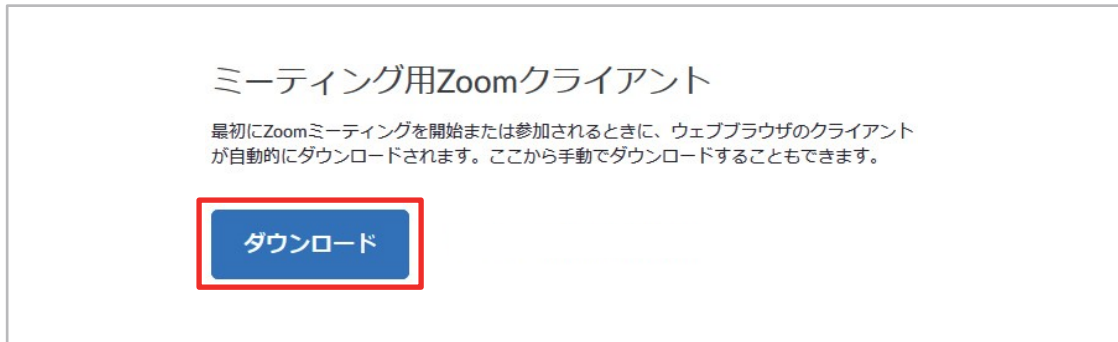 ミーティング用Zoomクライアント
最初にZoomミーティングを開始または参加されるときに、ウェブブラウザのクライアント
が自動的にダウンロードされます。ここから手動でダウンロードすることもできます。
ダウンロード